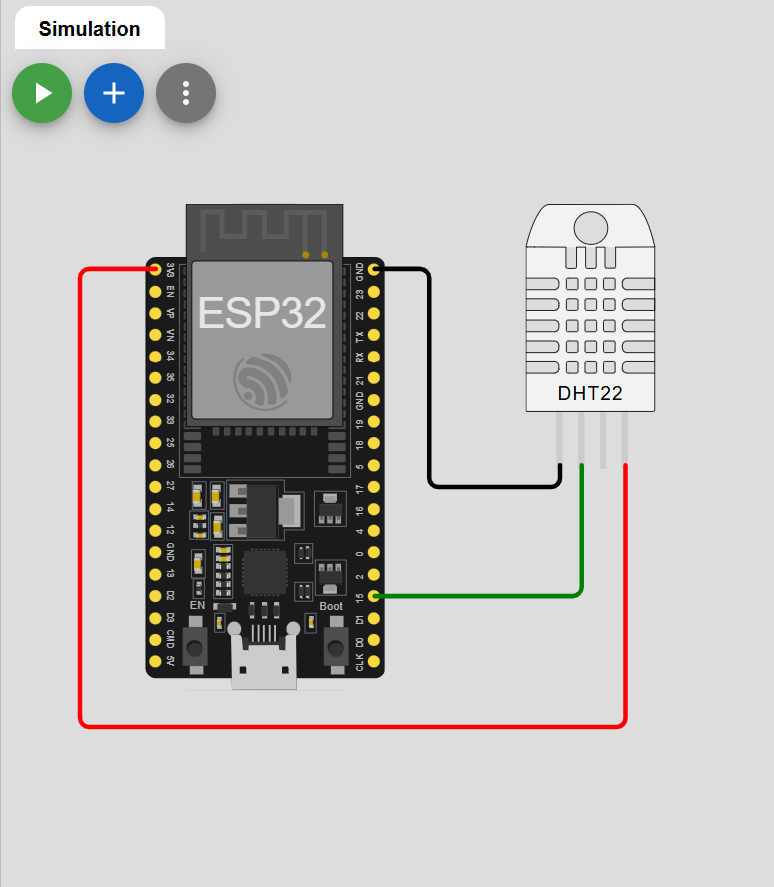 Simulation
ESP32
DHT22
3V3
EN
VP
VN
34
35
32
33
25
26
27
14
12
GND
13
D2
D3
CMD
5V
GND
23
22
TX
RX
21
GND
19
18
5
17
16
4
0
2
15
D1
D0
CLK
EN
Boot